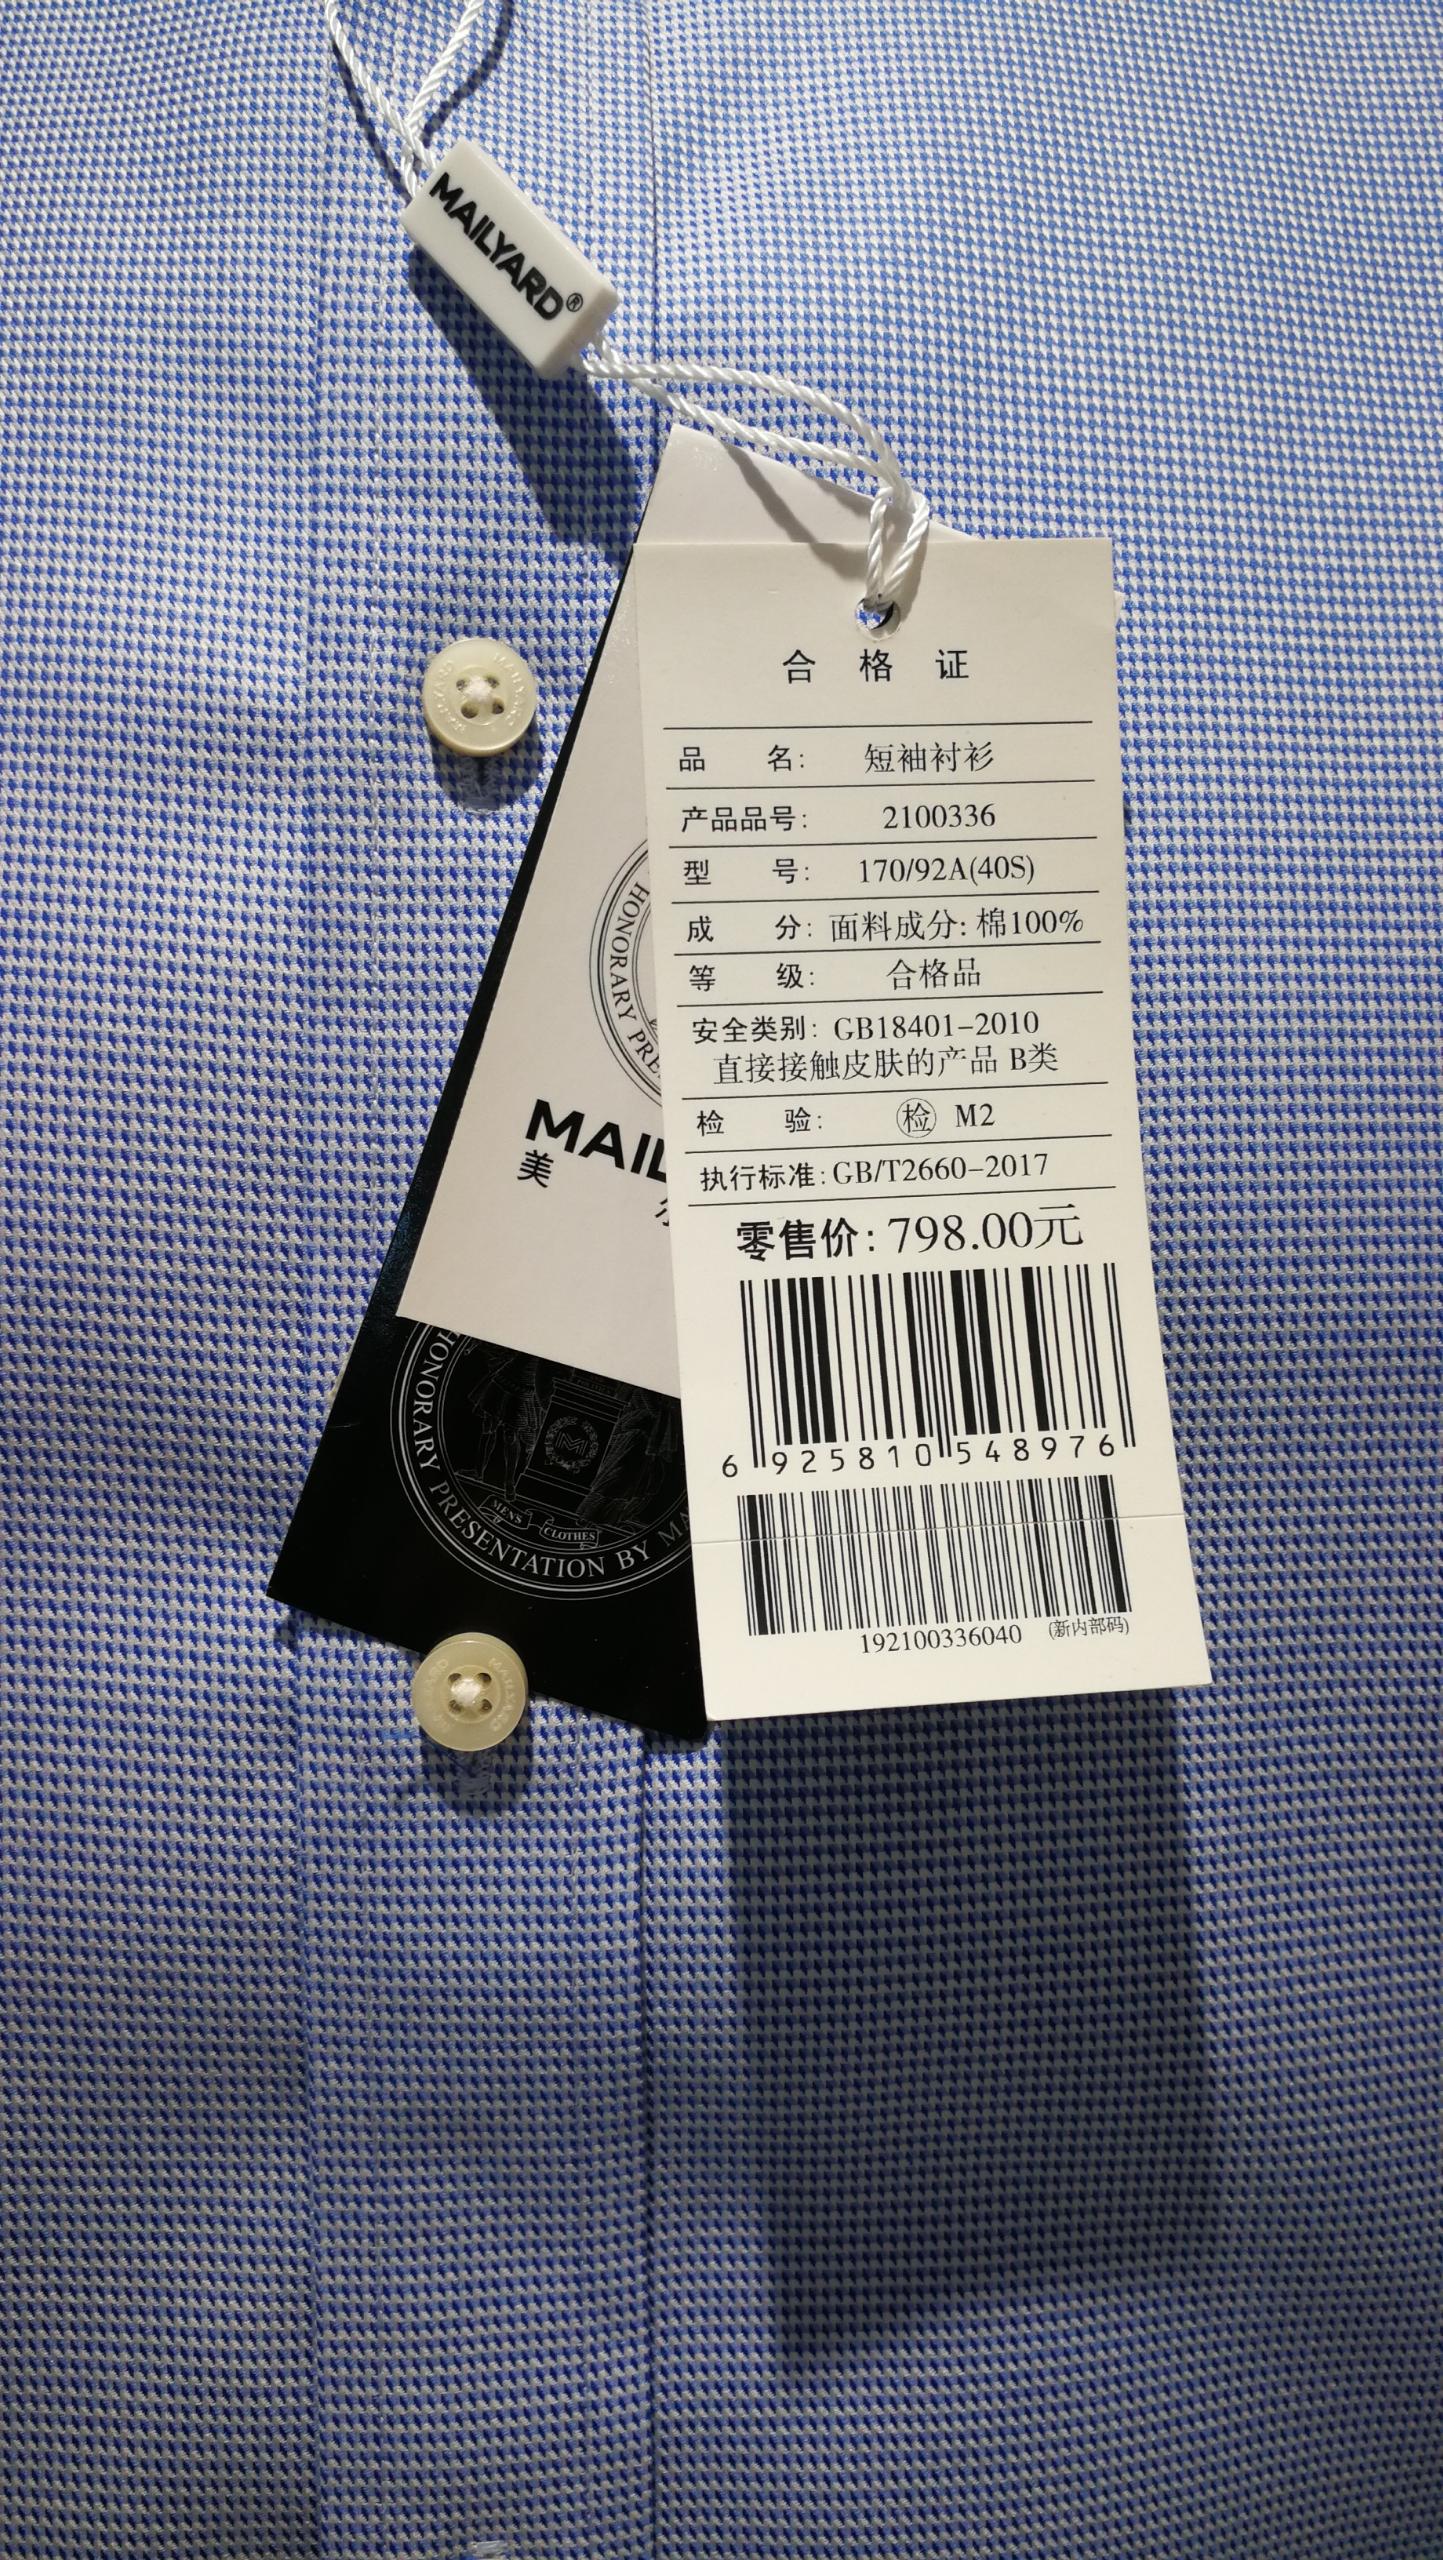 MAILYARD®
合格证
品名: 短袖衬衫
产品品号: 2100336
型号: 170/92A(40S)
成分: 面料成分: 棉100%
等级: 合格品
安全类别: GB18401-2010
直接接触皮肤的产品 B类
检验: 检 M2
执行标准: GB/T2660-2017
零售价: 798.00元
6 925810 548976
192100336040 (新内部码)
HONORARY
MAIL
美
HONORARY PRESENTATION BY
MEN'S CLOTHES